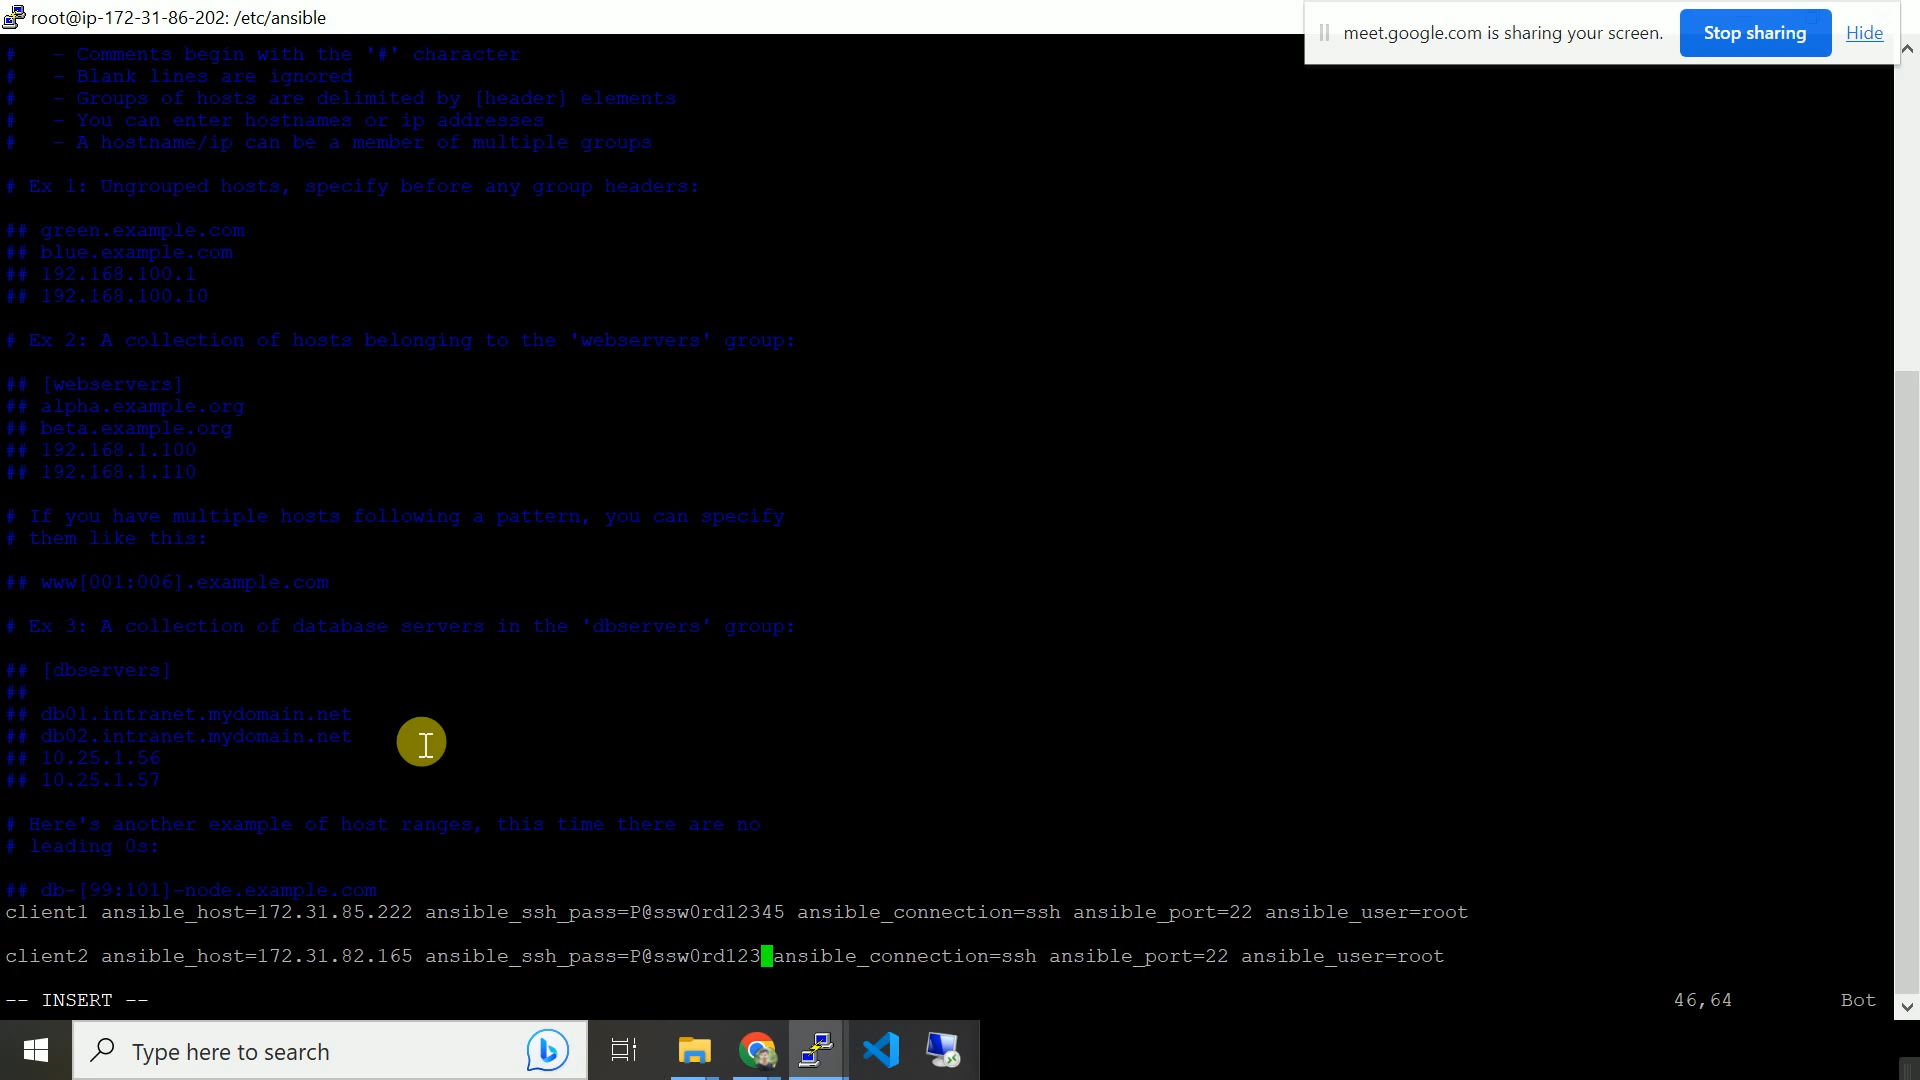 root@ip-172-31-86-202: /etc/ansible
meet.google.com is sharing your screen.
Stop sharing
Hide
#   - Comments begin with the '#' character
#   - Blank lines are ignored
#   - Groups of hosts are delimited by [header] elements
#   - You can enter hostnames or ip addresses
#   - A hostname/ip can be a member of multiple groups
# Ex 1: Ungrouped hosts, specify before any group headers:
## green.example.com
## blue.example.com
## 192.168.100.1
## 192.168.100.10
# Ex 2: A collection of hosts belonging to the 'webservers' group:
## [webservers]
## alpha.example.org
## beta.example.org
## 192.168.1.100
## 192.168.1.110
# If you have multiple hosts following a pattern, you can specify
# them like this:
## www[001:006].example.com
# Ex 3: A collection of database servers in the 'dbservers' group:
## [dbservers]
##
## db01.intranet.mydomain.net
## db02.intranet.mydomain.net
## 10.25.1.56
## 10.25.1.57
# Here's another example of host ranges, this time there are no
# leading 0s:
## db-[99:101]-node.example.com
client1 ansible_host=172.31.85.222 ansible_ssh_pass=P@ssw0rd12345 ansible_connection=ssh ansible_port=22 ansible_user=root
client2 ansible_host=172.31.82.165 ansible_ssh_pass=P@ssw0rd123 ansible_connection=ssh ansible_port=22 ansible_user=root
-- INSERT --
46,64
Bot
Type here to search